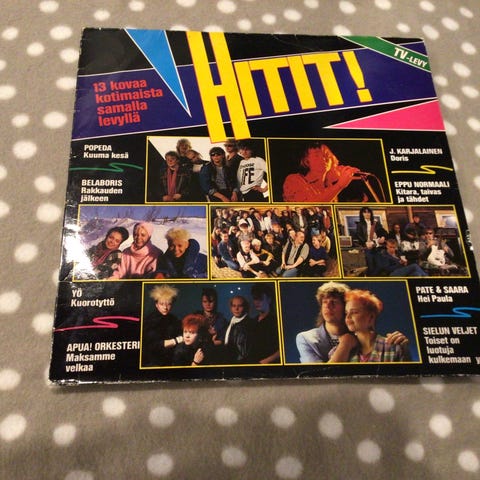 HITIT!
TV-LEVY
13 kovaa
kotimaista
samalla
levyllä
POPEDA
Kuuma kesä
BELABORIS
Rakkauden
jälkeen
J. KARJALAINEN
Doris
EPPU NORMAALI
Kitara, taivas
ja tähdet
YÖ
Kuorotyttö
APUA! ORKESTERI
Maksamme
velkaa
PATE & SAARA
Hei Paula
SIELUN VELJET
Toiset on
luotuja
kulkemaan